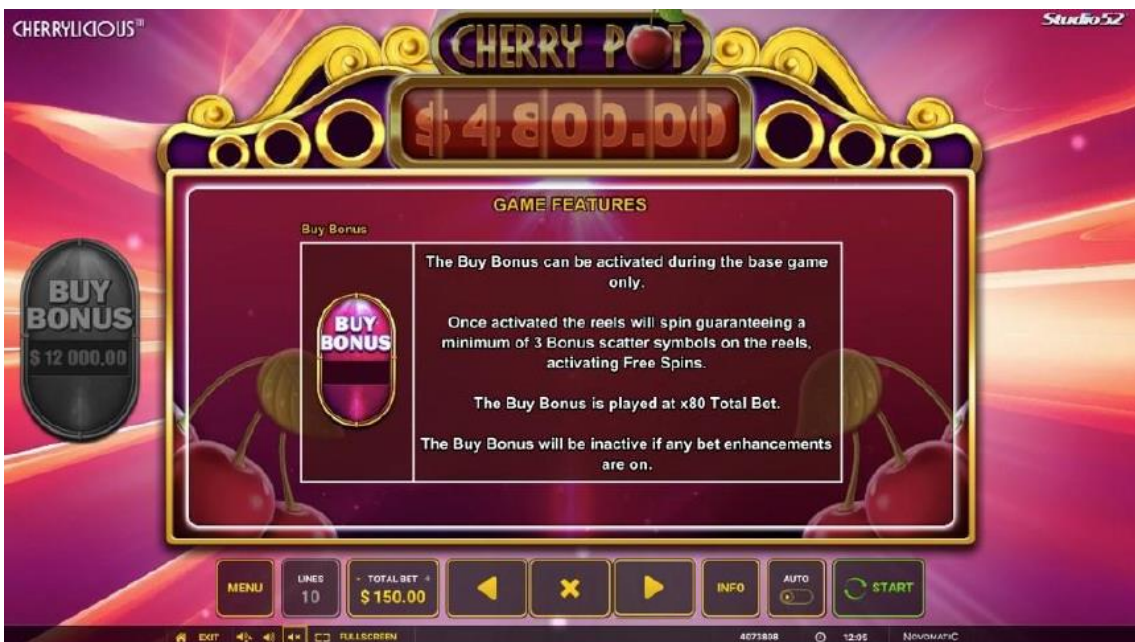 CHERRYLICIOUS™
Studio52
CHERRY POT
$4800.00
GAME FEATURES
Buy Bonus
The Buy Bonus can be activated during the base game
only.
Once activated the reels will spin guaranteeing a
minimum of 3 Bonus scatter symbols on the reels,
activating Free Spins.
The Buy Bonus is played at x80 Total Bet.
The Buy Bonus will be inactive if any bet enhancements
are on.
BUY
BONUS
BUY
BONUS
$ 12 000.00
MENU
LINES
10
- TOTAL BET +
$ 150.00
INFO
AUTO
START
EXIT
FULLSCREEN
4073808
12:05
NOVOMATIC